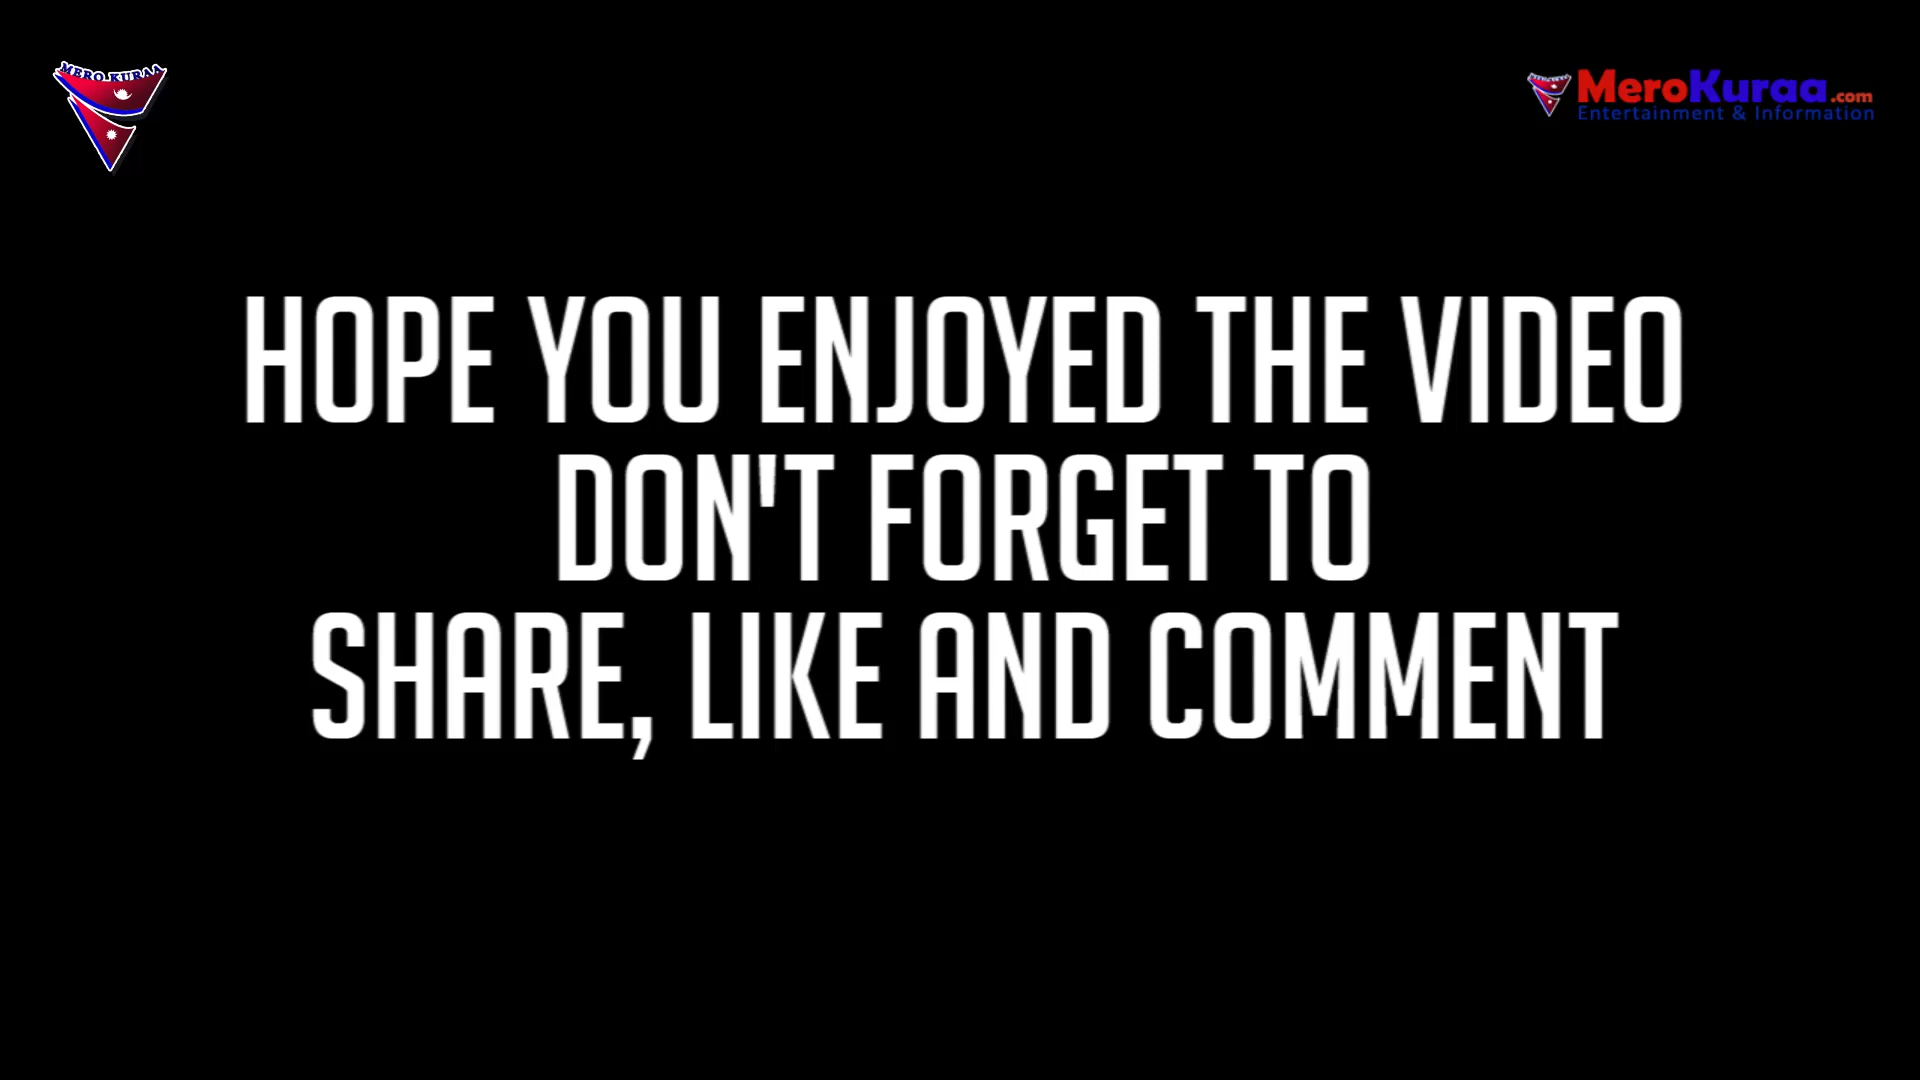 MERO KURAA
MeroKuraa.com
Entertainment & Information
HOPE YOU ENJOYED THE VIDEO
DON'T FORGET TO
SHARE, LIKE AND COMMENT